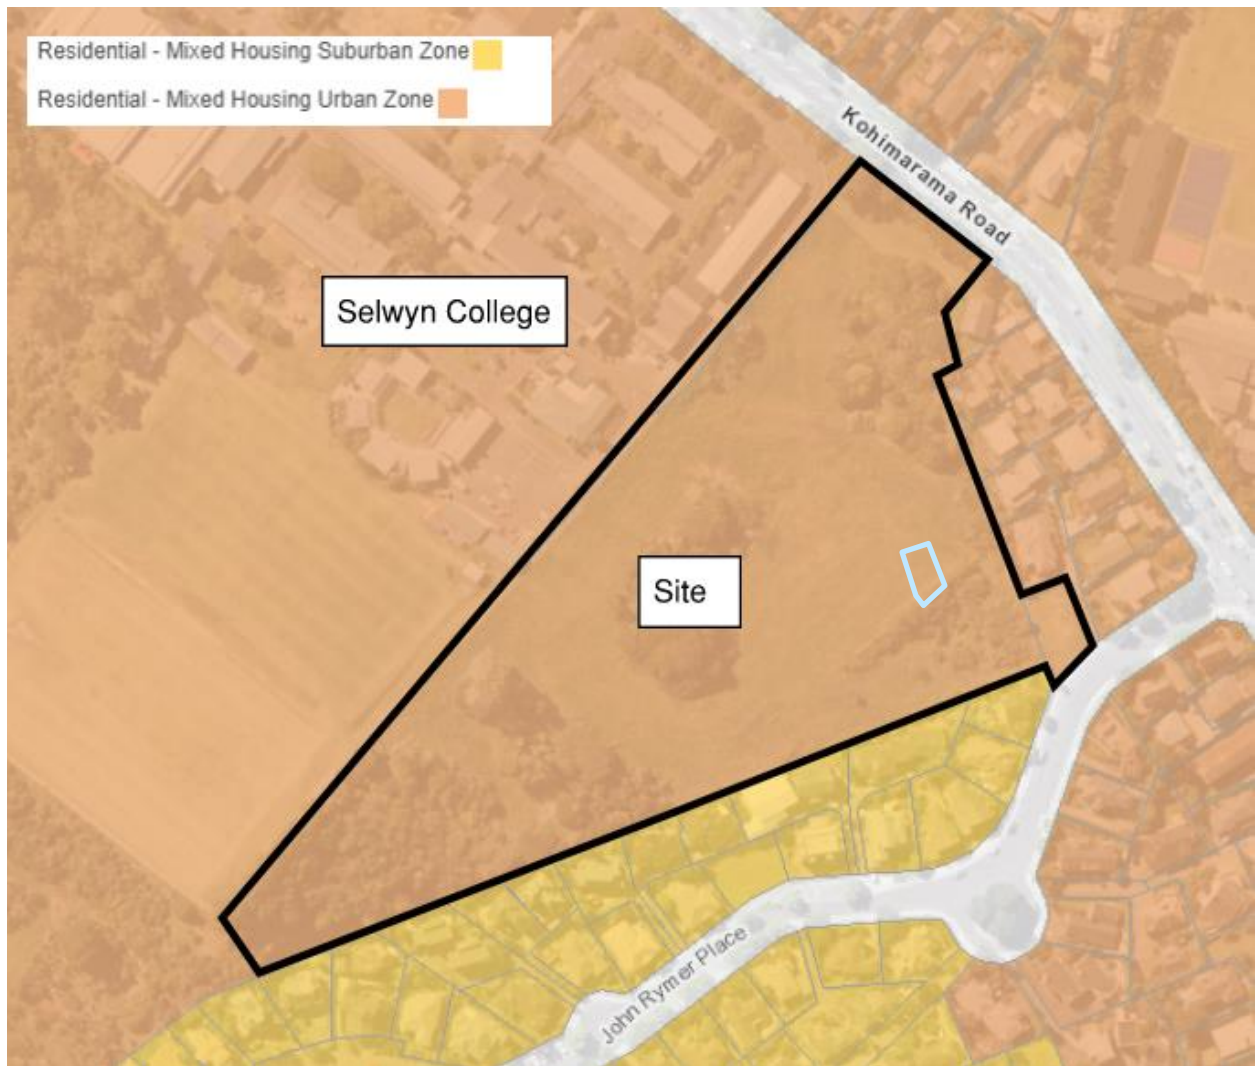 Residential - Mixed Housing Suburban Zone
Residential - Mixed Housing Urban Zone
Kohimarama Road
Selwyn College
Site
John Rymer Place